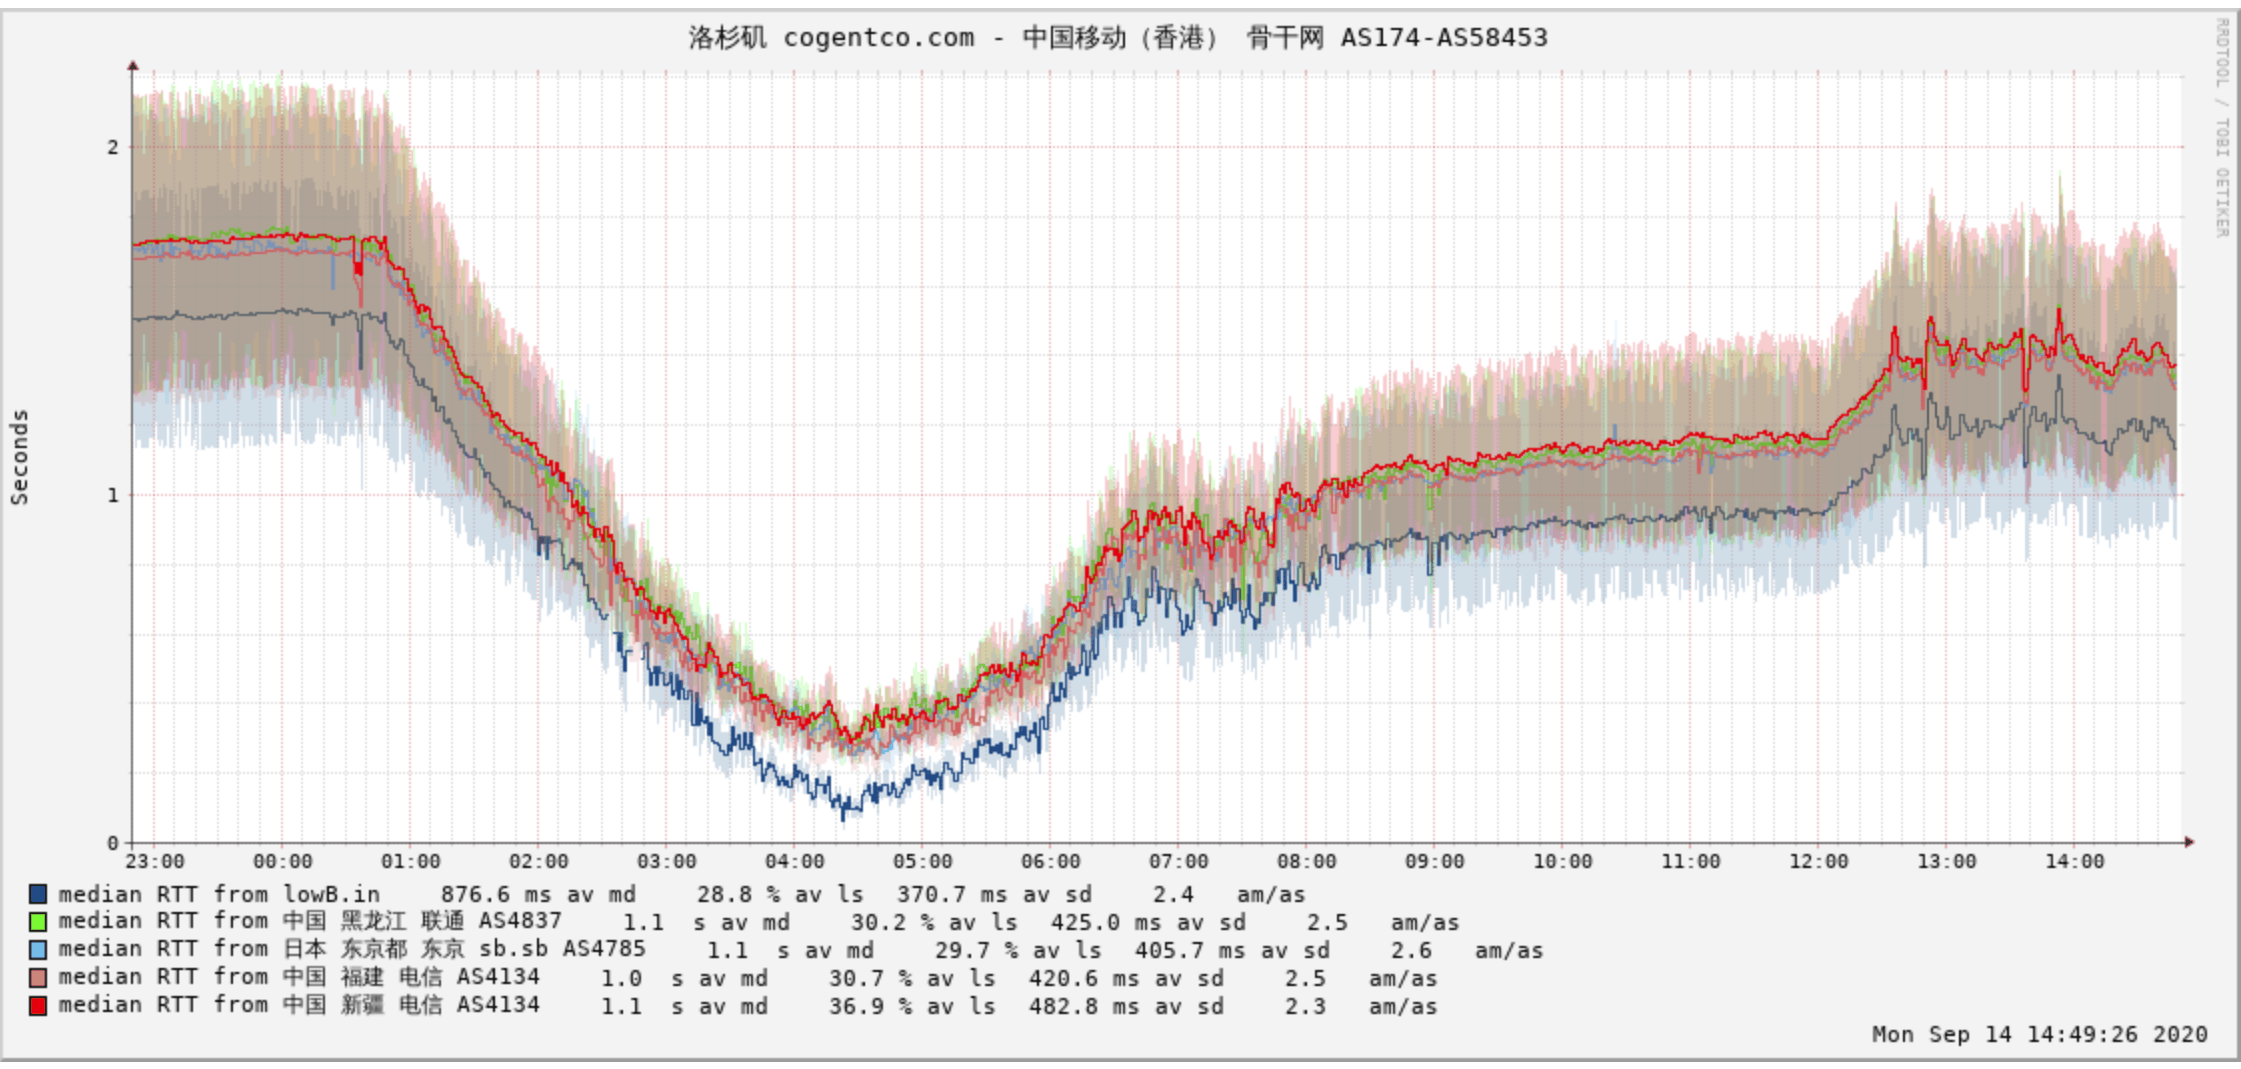 洛杉矶 cogentco.com - 中国移动（香港） 骨干网 AS174-AS58453
RRDTOOL / TOBI OETIKER
Seconds
2
1
0
23:00 00:00 01:00 02:00 03:00 04:00 05:00 06:00 07:00 08:00 09:00 10:00 11:00 12:00 13:00 14:00
median RTT from lowB.in 876.6 ms av md 28.8 % av ls 370.7 ms av sd 2.4 am/as
median RTT from 中国 黑龙江 联通 AS4837 1.1 s av md 30.2 % av ls 425.0 ms av sd 2.5 am/as
median RTT from 日本 东京都 东京 sb.sb AS4785 1.1 s av md 29.7 % av ls 405.7 ms av sd 2.6 am/as
median RTT from 中国 福建 电信 AS4134 1.0 s av md 30.7 % av ls 420.6 ms av sd 2.5 am/as
median RTT from 中国 新疆 电信 AS4134 1.1 s av md 36.9 % av ls 482.8 ms av sd 2.3 am/as
Mon Sep 14 14:49:26 2020